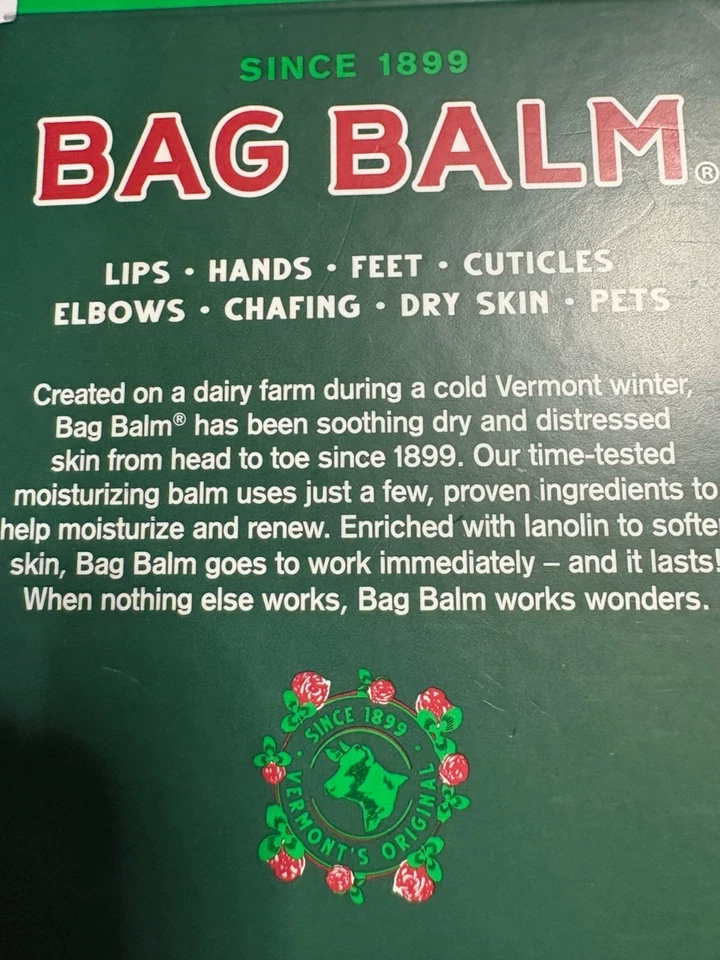 SINCE 1899
BAG BALM®
LIPS • HANDS • FEET • CUTICLES
ELBOWS • CHAFING • DRY SKIN • PETS
Created on a dairy farm during a cold Vermont winter,
Bag Balm® has been soothing dry and distressed
skin from head to toe since 1899. Our time-tested
moisturizing balm uses just a few, proven ingredients to
help moisturize and renew. Enriched with lanolin to softe
skin, Bag Balm goes to work immediately – and it lasts!
When nothing else works, Bag Balm works wonders.
• SINCE 1899 •
VERMONT'S ORIGINAL